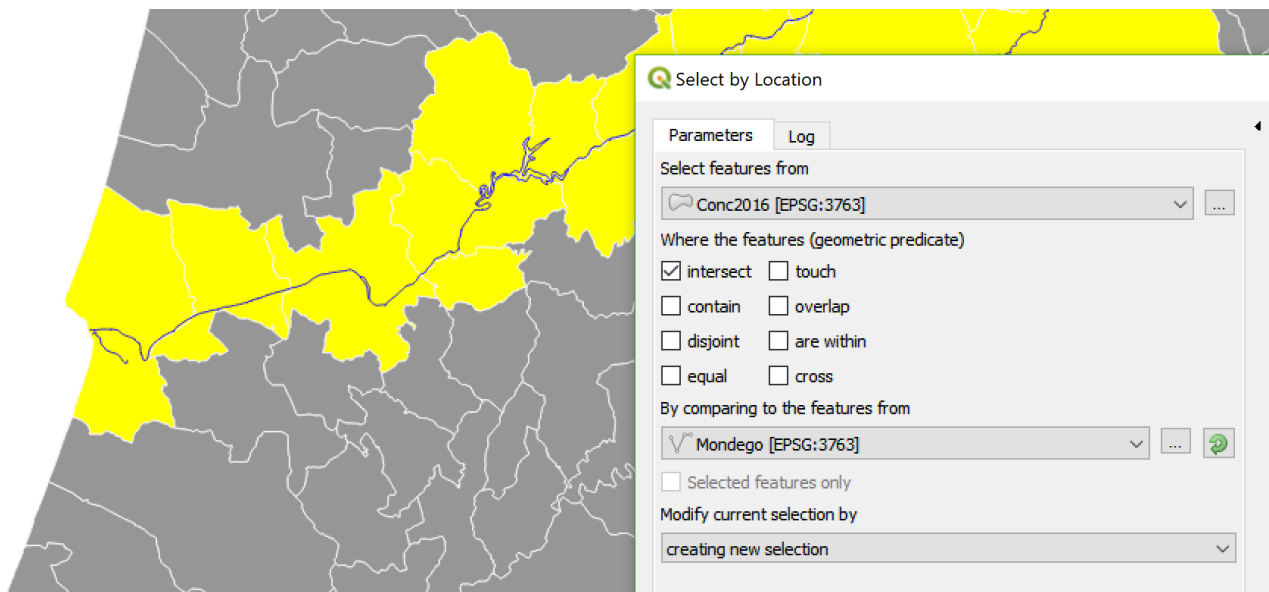 Select by Location
Parameters Log
Select features from
Conc2016 [EPSG:3763]
...
Where the features (geometric predicate)
intersect touch
contain overlap
disjoint are within
equal cross
By comparing to the features from
Mondego [EPSG:3763]
...
Selected features only
Modify current selection by
creating new selection